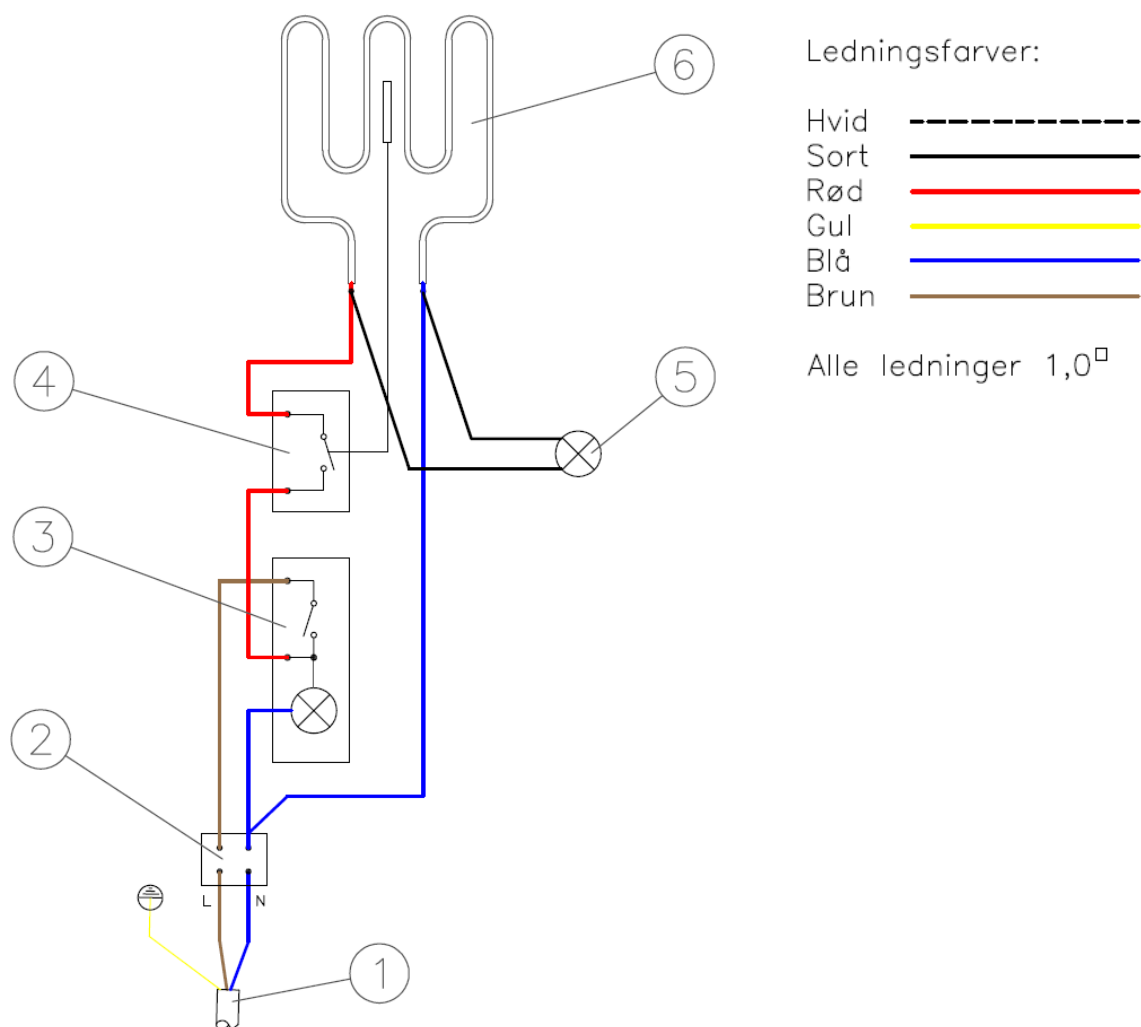 Ledningsfarver:
Hvid
Sort
Rød
Gul
Blå
Brun
Alle ledninger 1,0□
6
5
4
3
2
L N
1